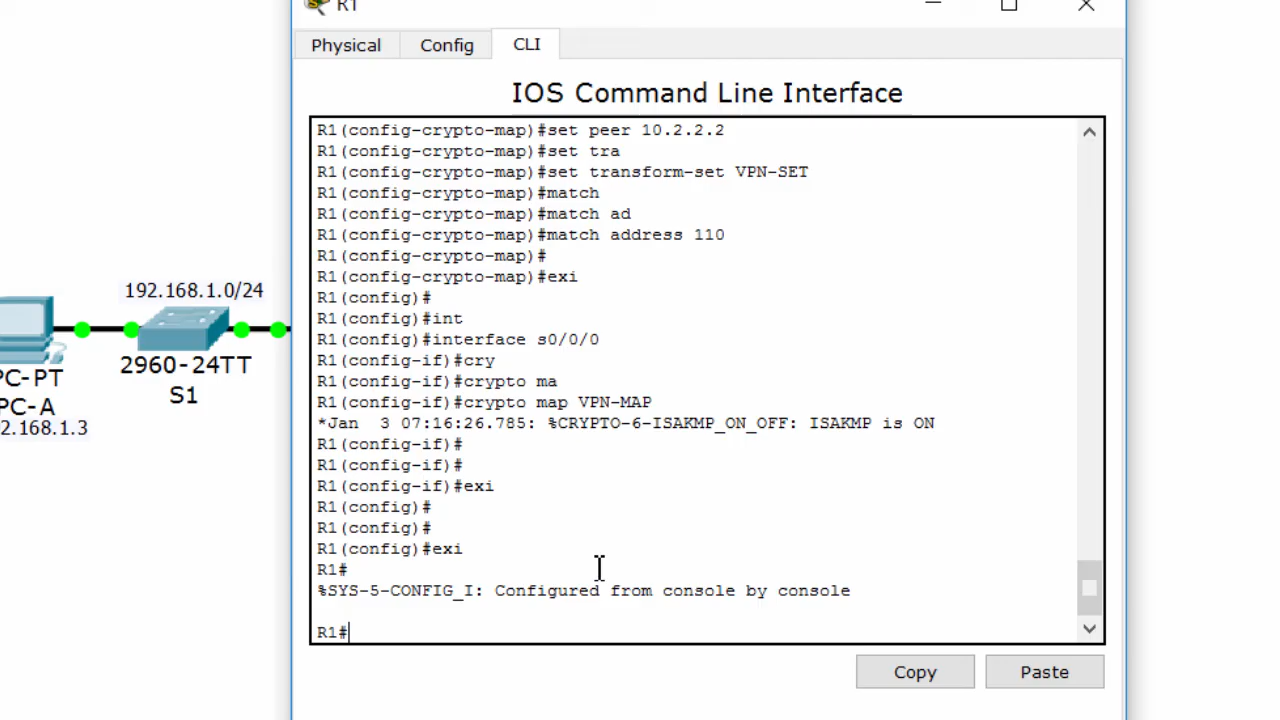 R1
Physical Config CLI
IOS Command Line Interface
R1(config-crypto-map)#set peer 10.2.2.2
R1(config-crypto-map)#set tra
R1(config-crypto-map)#set transform-set VPN-SET
R1(config-crypto-map)#match
R1(config-crypto-map)#match ad
R1(config-crypto-map)#match address 110
R1(config-crypto-map)#
R1(config-crypto-map)#exi
R1(config)#
R1(config)#int
R1(config)#interface s0/0/0
R1(config-if)#cry
R1(config-if)#crypto ma
R1(config-if)#crypto map VPN-MAP
*Jan  3 07:16:26.785: %CRYPTO-6-ISAKMP_ON_OFF: ISAKMP is ON
R1(config-if)#
R1(config-if)#
R1(config-if)#exi
R1(config)#
R1(config)#
R1(config)#exi
R1#
%SYS-5-CONFIG_I: Configured from console by console
R1#
Copy Paste
192.168.1.0/24
2960-24TT
S1
PC-PT
PC-A
2.168.1.3